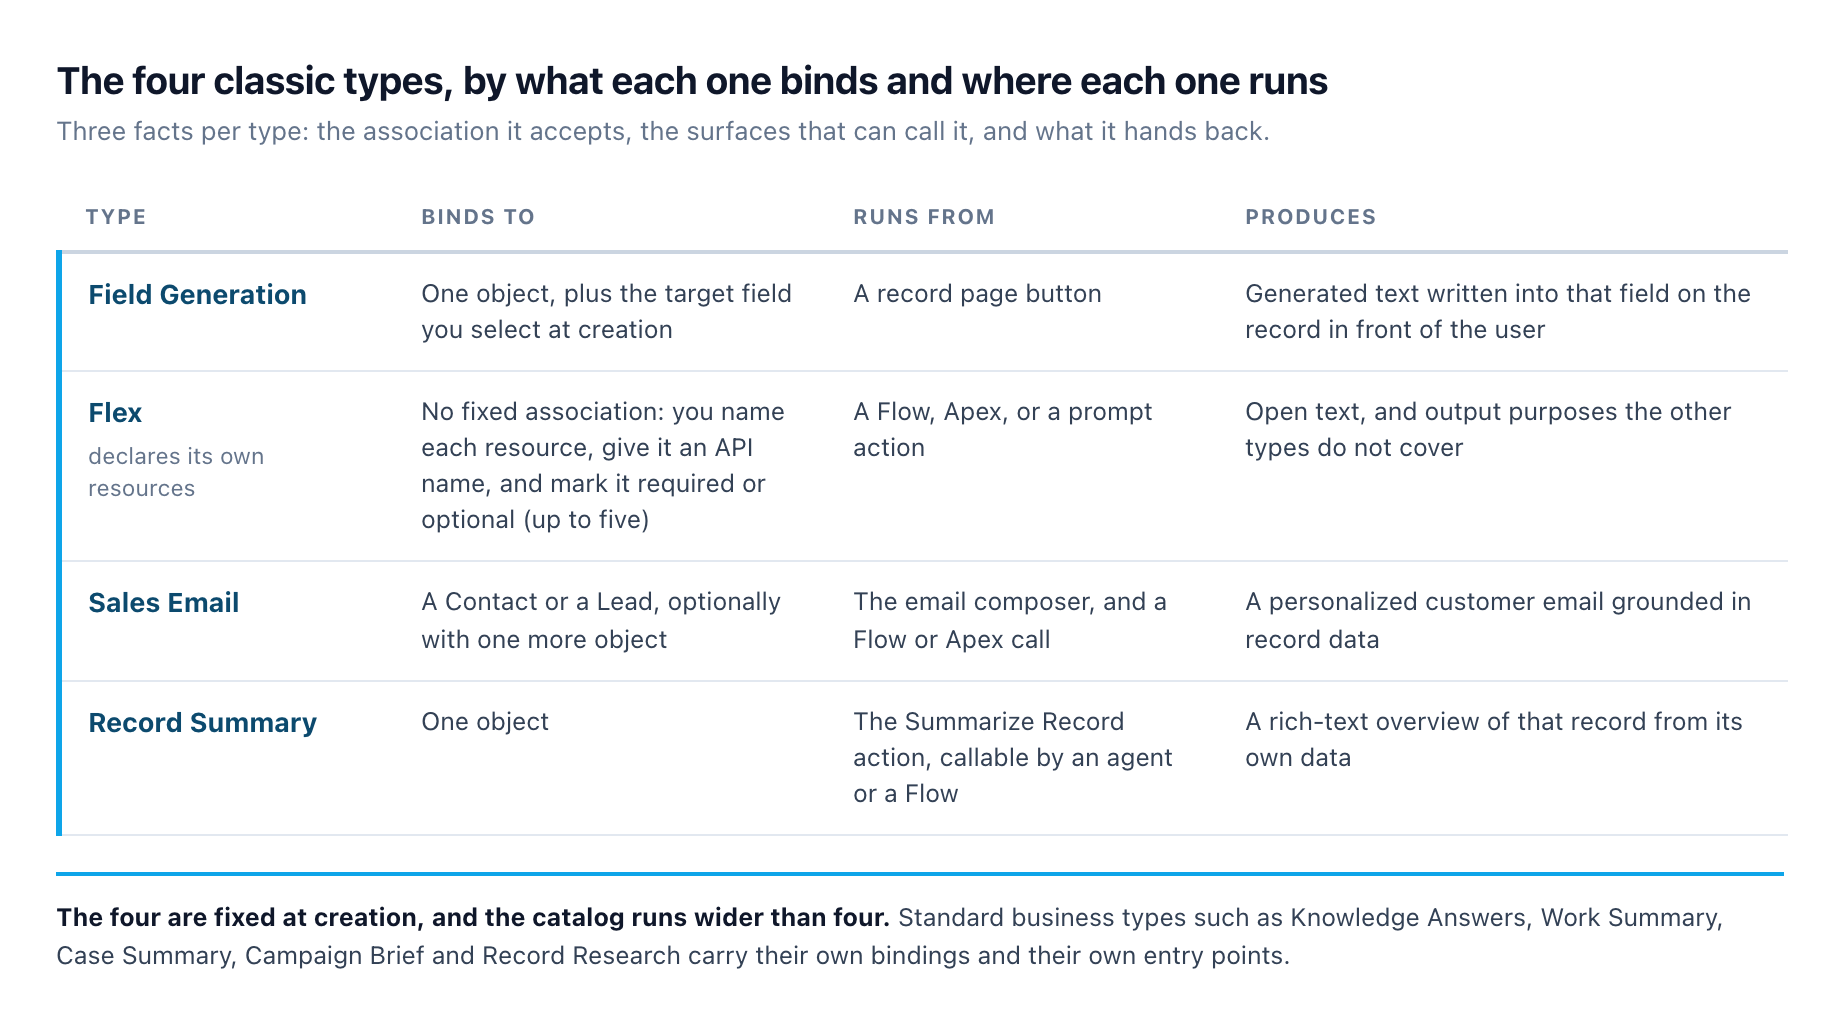 The four classic types, by what each one binds and where each one runs
Three facts per type: the association it accepts, the surfaces that can call it, and what it hands back.
TYPE BINDS TO RUNS FROM PRODUCES
Field Generation
One object, plus the target field
you select at creation
A record page button
Generated text written into that field on the
record in front of the user
Flex
declares its own
resources
No fixed association: you name
each resource, give it an API
name, and mark it required or
optional (up to five)
A Flow, Apex, or a prompt
action
Open text, and output purposes the other
types do not cover
Sales Email
A Contact or a Lead, optionally
with one more object
The email composer, and a
Flow or Apex call
A personalized customer email grounded in
record data
Record Summary
One object
The Summarize Record
action, callable by an agent
or a Flow
A rich-text overview of that record from its
own data
The four are fixed at creation, and the catalog runs wider than four. Standard business types such as Knowledge Answers, Work Summary,
Case Summary, Campaign Brief and Record Research carry their own bindings and their own entry points.